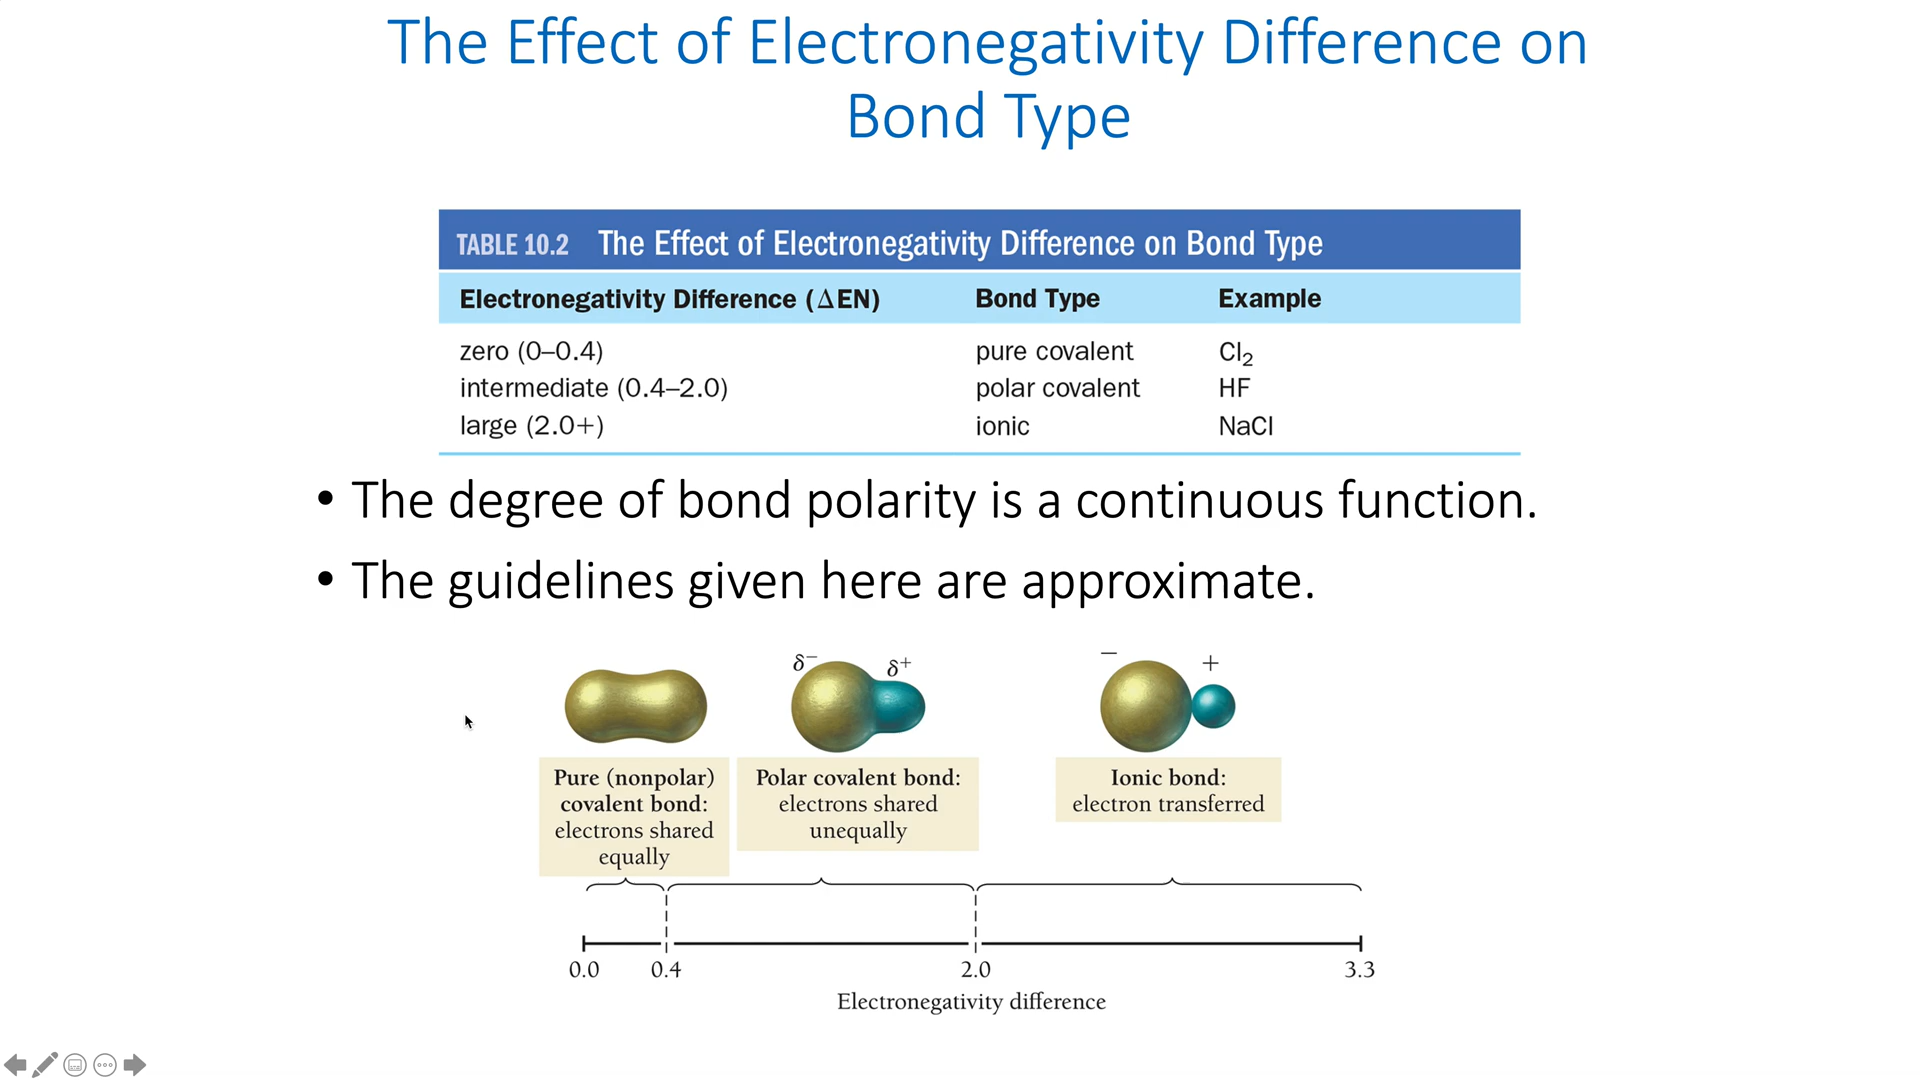 The Effect of Electronegativity Difference on
Bond Type
TABLE 10.2 The Effect of Electronegativity Difference on Bond Type
Electronegativity Difference (ΔEN) Bond Type Example
zero (0–0.4) pure covalent Cl₂
intermediate (0.4–2.0) polar covalent HF
large (2.0+) ionic NaCl
• The degree of bond polarity is a continuous function.
• The guidelines given here are approximate.
δ⁻ δ⁺
− +
Pure (nonpolar)
covalent bond:
electrons shared
equally
Polar covalent bond:
electrons shared
unequally
Ionic bond:
electron transferred
0.0 0.4 2.0 3.3
Electronegativity difference